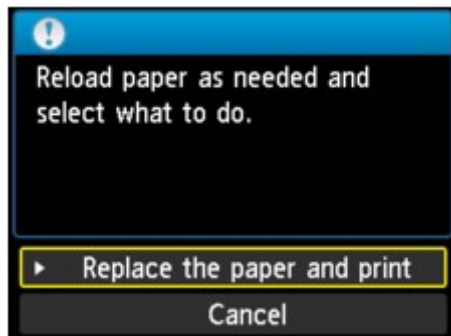 Reload paper as needed and
select what to do.
Replace the paper and print
Cancel